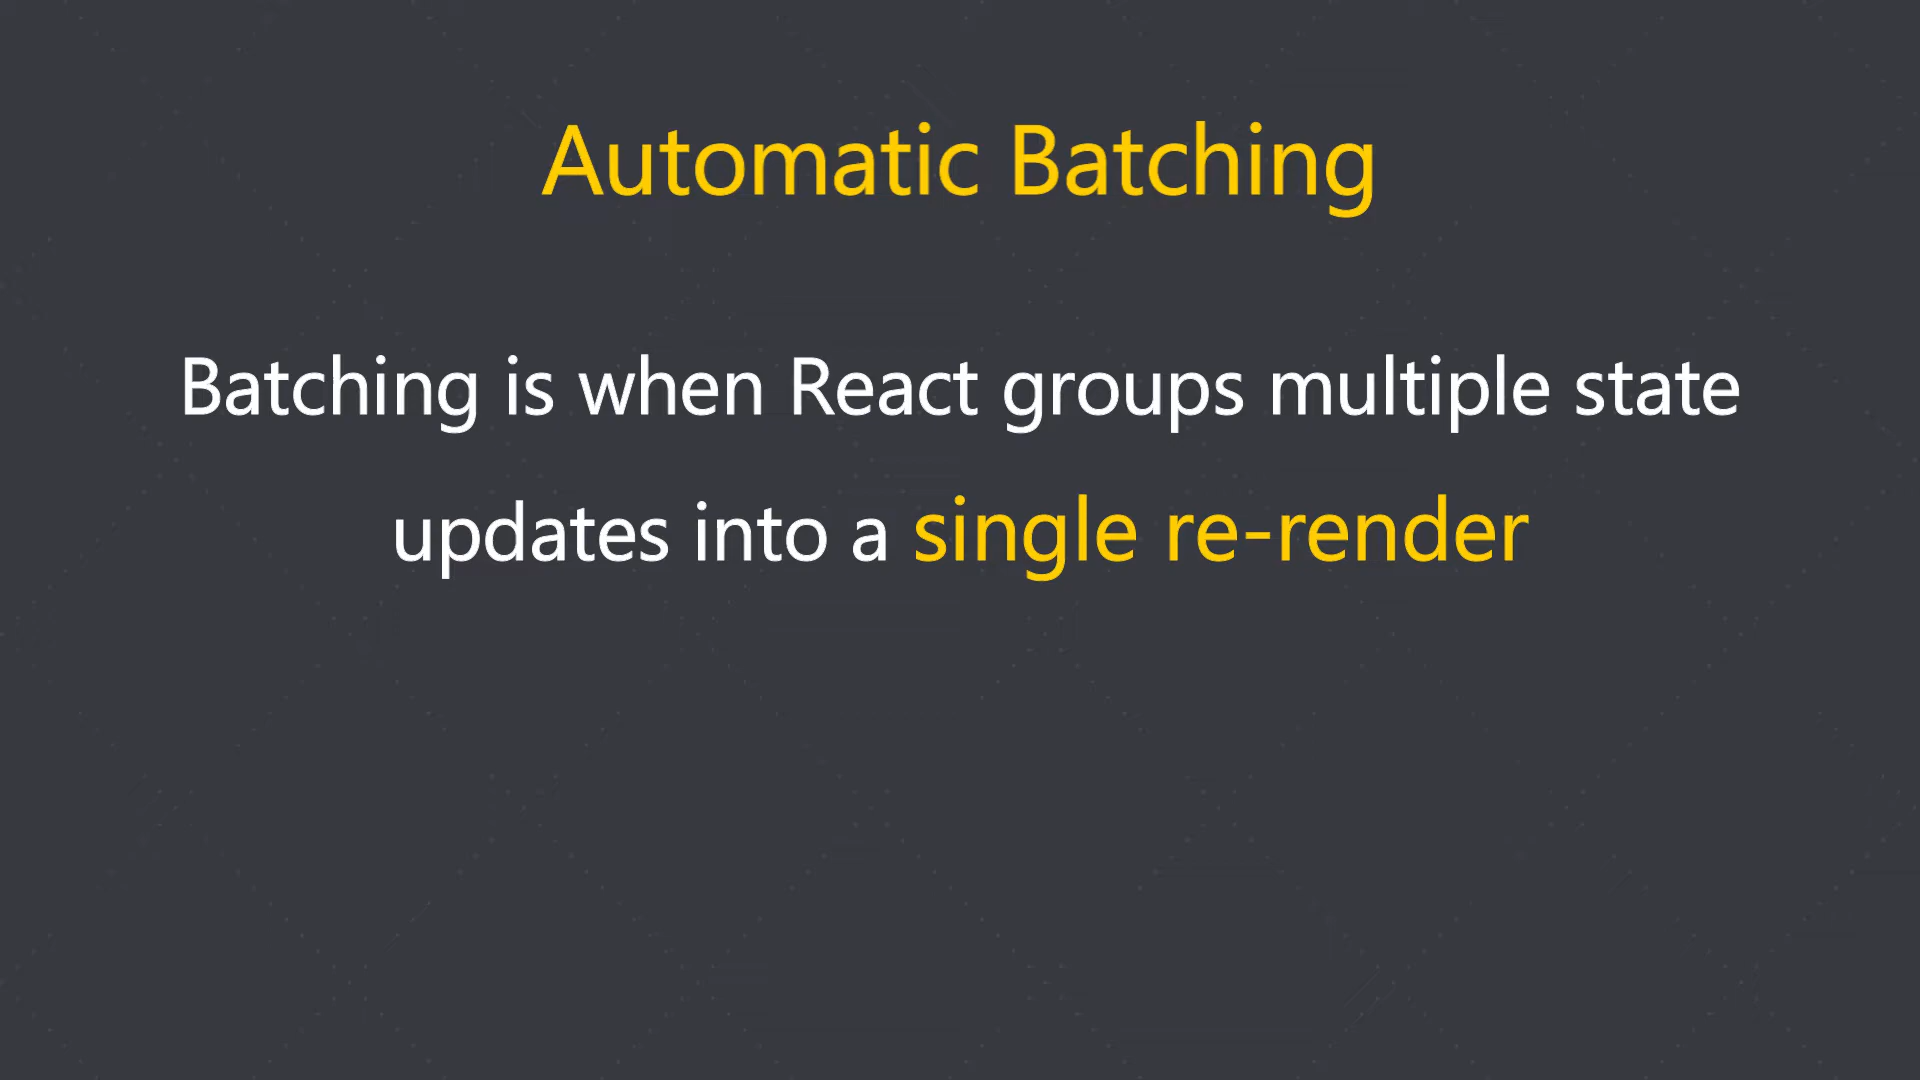 Automatic Batching
Batching is when React groups multiple state
updates into a single re-render